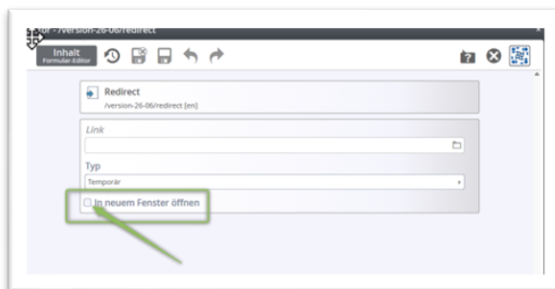 or - /version-26-06/redirect
Inhalt
Formular-Editor
Redirect
/version-26-06/redirect [en]
Link
Typ
Temporär
In neuem Fenster öffnen